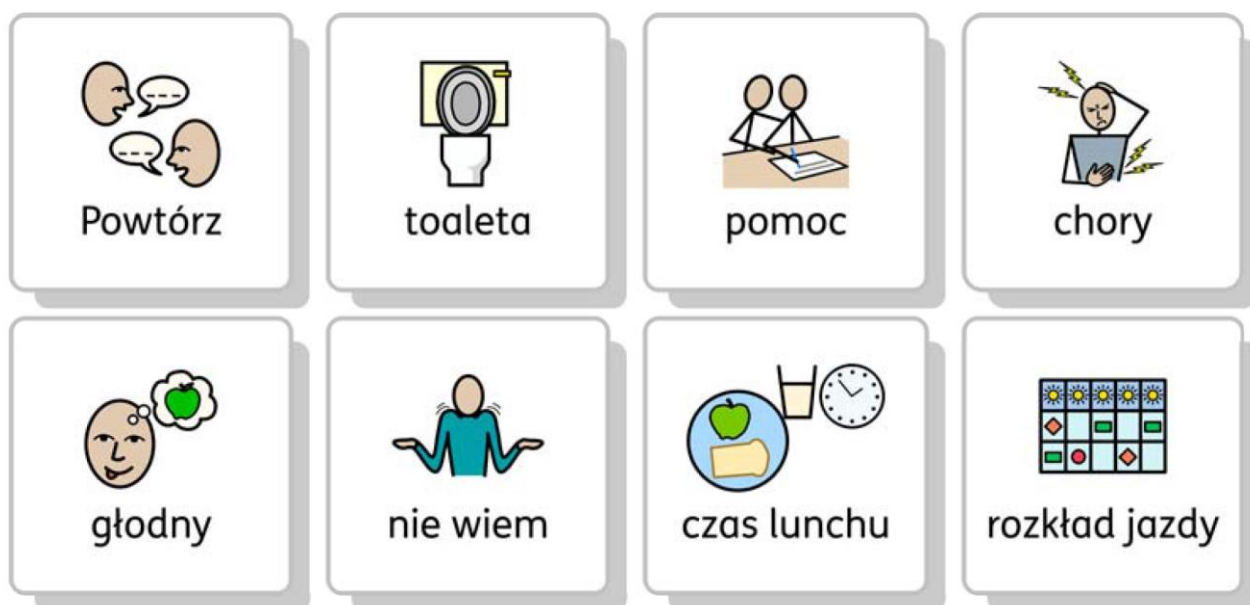 Powtórz
toaleta
pomoc
chory
głodny
nie wiem
czas lunchu
rozkład jazdy